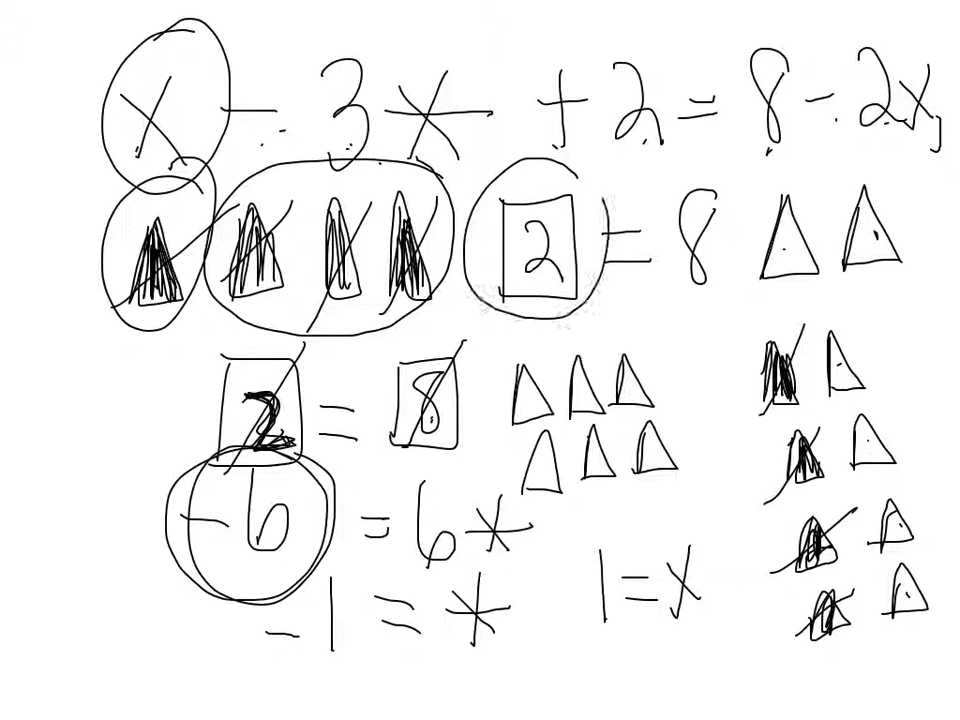 x - 3x + 2 = 8 - 2x
2 = 8
2 = 8
-6 = 6x
-1 = x
1 = x